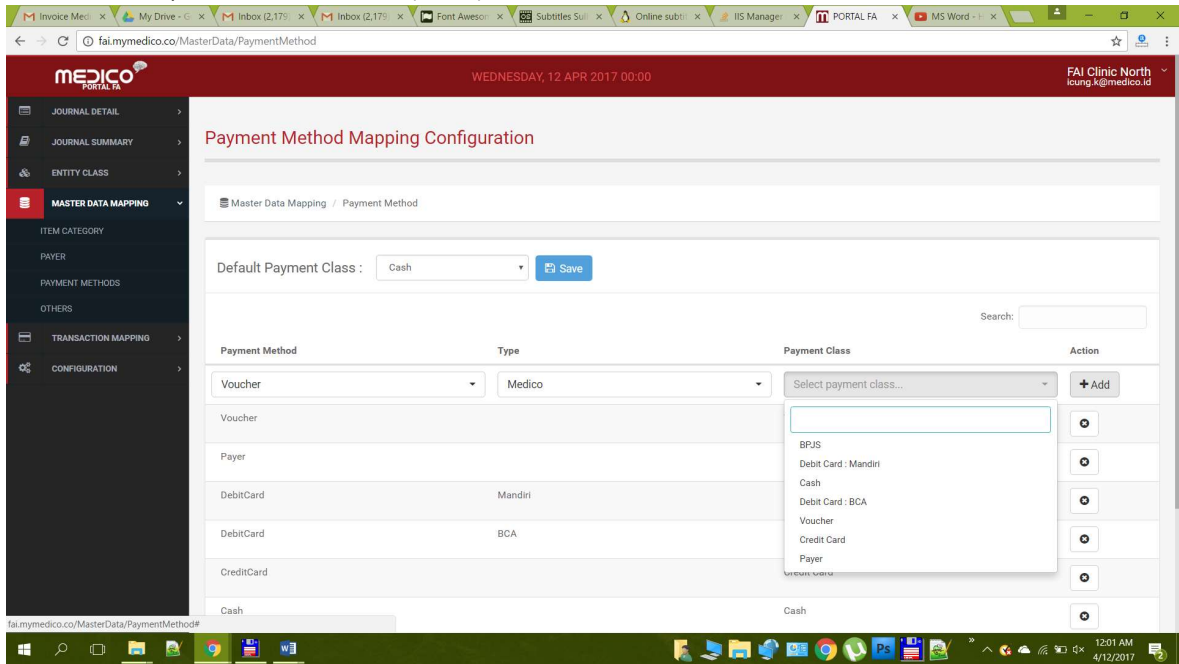 Invoice Medi
My Drive - G
Inbox (2,179
Inbox (2,179
Font Aweson
Subtitles Sub
Online subti
IIS Manager
PORTAL FA
MS Word - H
fai.mymedico.co/MasterData/PaymentMethod
MEDICO
PORTAL FA
WEDNESDAY, 12 APR 2017 00:00
FAI Clinic North
icung.k@medico.id
JOURNAL DETAIL
JOURNAL SUMMARY
ENTITY CLASS
MASTER DATA MAPPING
ITEM CATEGORY
PAYER
PAYMENT METHODS
OTHERS
TRANSACTION MAPPING
CONFIGURATION
Payment Method Mapping Configuration
Master Data Mapping / Payment Method
Default Payment Class : Cash Save
Search:
Payment Method Type Payment Class Action
Voucher Medico Select payment class... + Add
BPJS
Debit Card : Mandiri
Cash
Debit Card : BCA
Voucher
Credit Card
Payer
Voucher
Payer
DebitCard Mandiri
DebitCard BCA
CreditCard Credit Card
Cash Cash
fai.mymedico.co/MasterData/PaymentMethod#
Ps
12:01 AM
4/12/2017